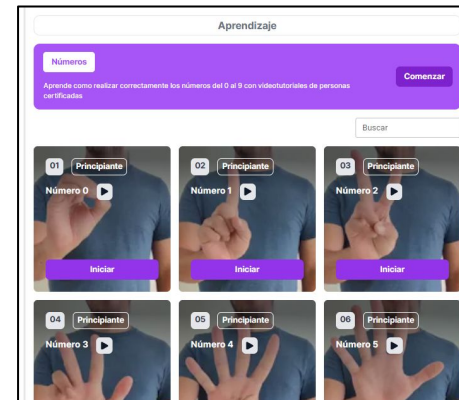 Aprendizaje
Números
Aprende como realizar correctamente los números del 0 al 9 con videotutoriales de personas
certificadas
Comenzar
Buscar
01 Principiante
Número 0
Iniciar
02 Principiante
Número 1
Iniciar
03 Principiante
Número 2
Iniciar
04 Principiante
Número 3
05 Principiante
Número 4
06 Principiante
Número 5